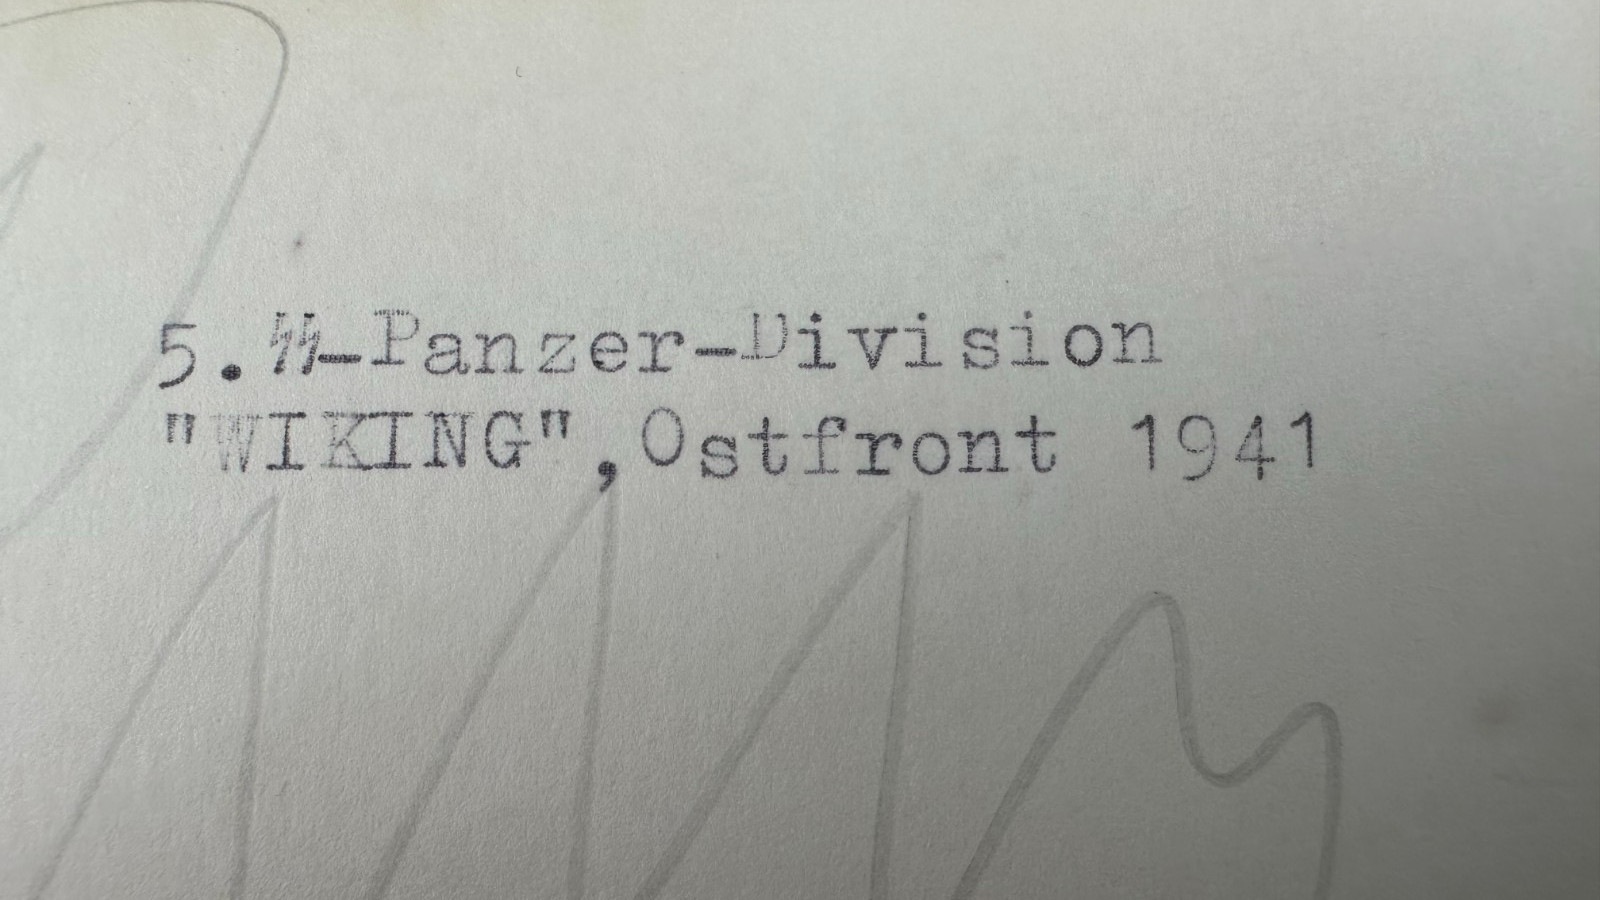 5.ᛋᛋ-Panzer-Division
"WIKING",Ostfront 1941